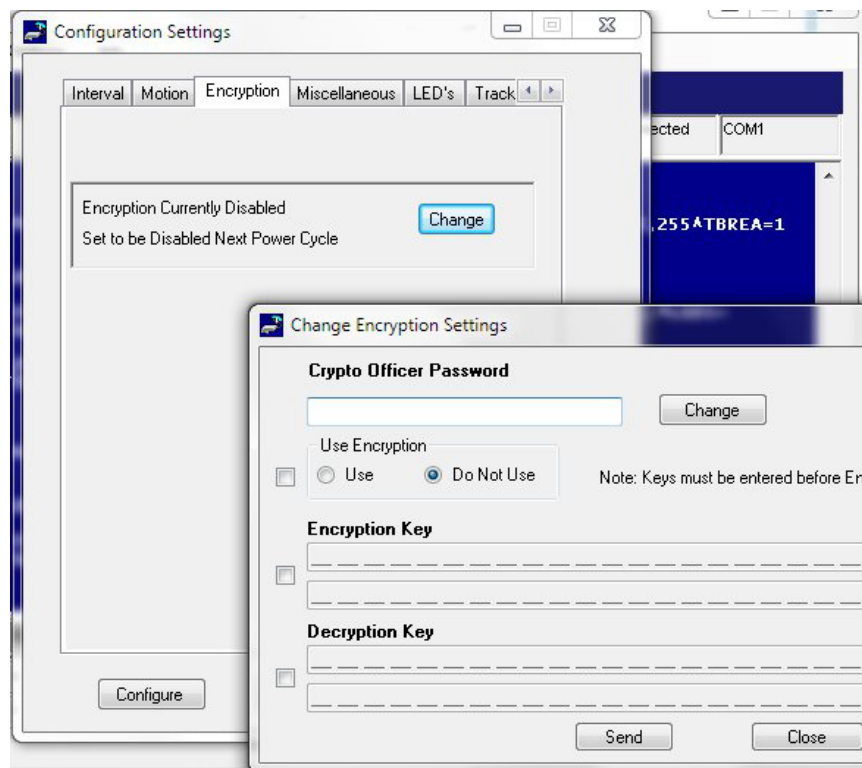 Configuration Settings
Interval Motion Encryption Miscellaneous LED's Track
ected COM1
Encryption Currently Disabled
Change
Set to be Disabled Next Power Cycle
,255^TBREA=1
Change Encryption Settings
Crypto Officer Password
Change
Use Encryption
Use Do Not Use
Note: Keys must be entered before Er
Encryption Key
Decryption Key
Configure
Send Close